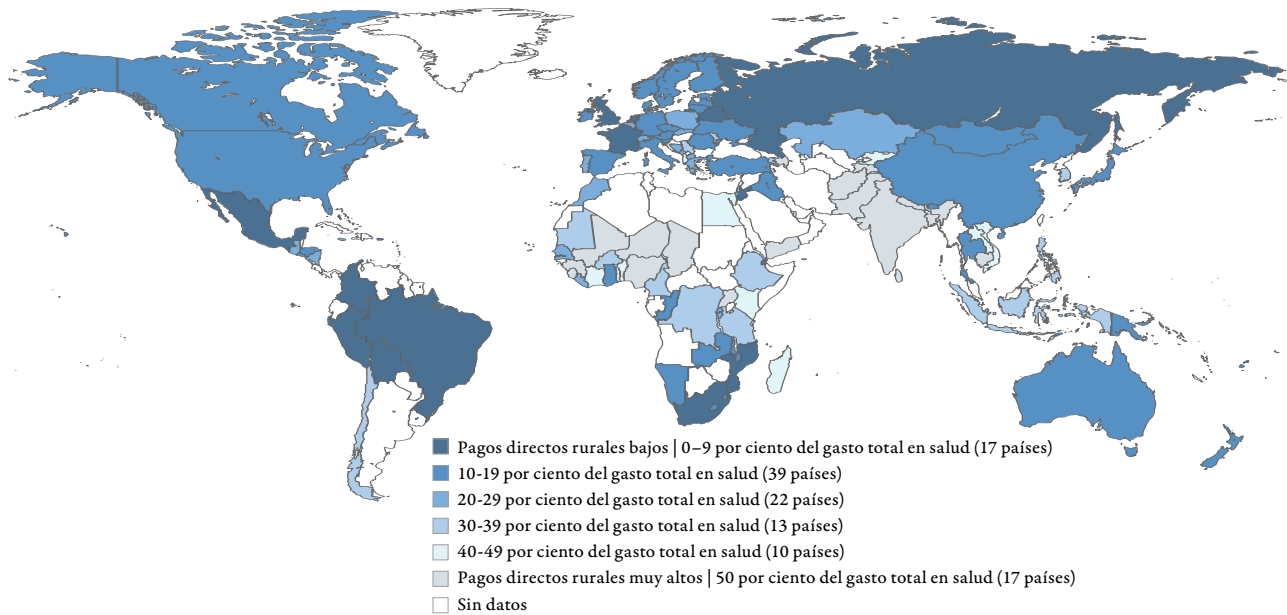 Pagos directos rurales bajos | 0–9 por ciento del gasto total en salud (17 países)
10-19 por ciento del gasto total en salud (39 países)
20-29 por ciento del gasto total en salud (22 países)
30-39 por ciento del gasto total en salud (13 países)
40-49 por ciento del gasto total en salud (10 países)
Pagos directos rurales muy altos | 50 por ciento del gasto total en salud (17 países)
Sin datos